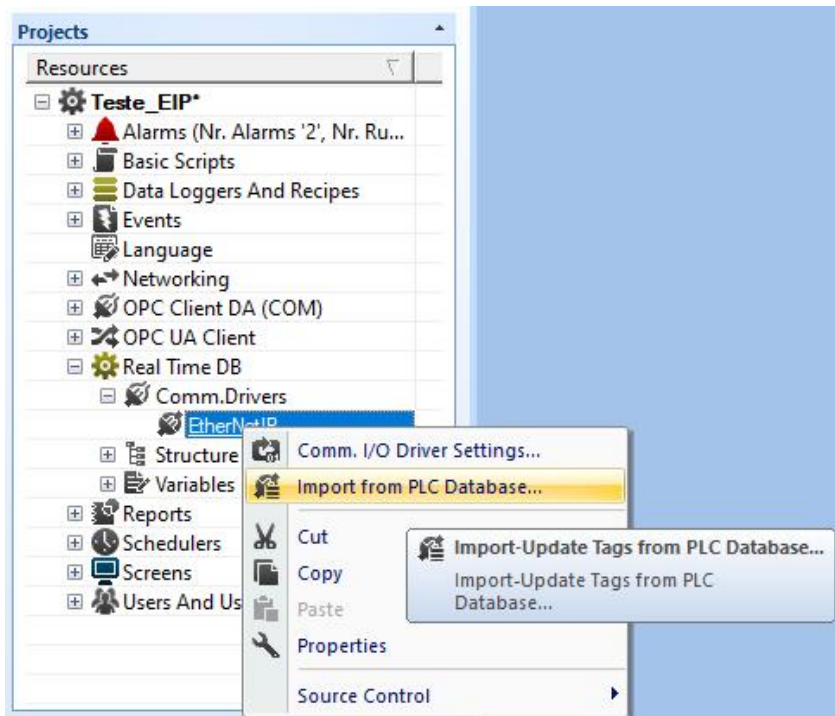 Projects
Resources
Teste_EIP*
Alarms (Nr. Alarms '2', Nr. Ru...
Basic Scripts
Data Loggers And Recipes
Events
Language
Networking
OPC Client DA (COM)
OPC UA Client
Real Time DB
Comm.Drivers
EtherNetIP
Structure
Variables
Reports
Schedulers
Screens
Users And Us
Comm. I/O Driver Settings...
Import from PLC Database...
Cut
Copy
Paste
Properties
Source Control
Import-Update Tags from PLC Database...
Import-Update Tags from PLC
Database...